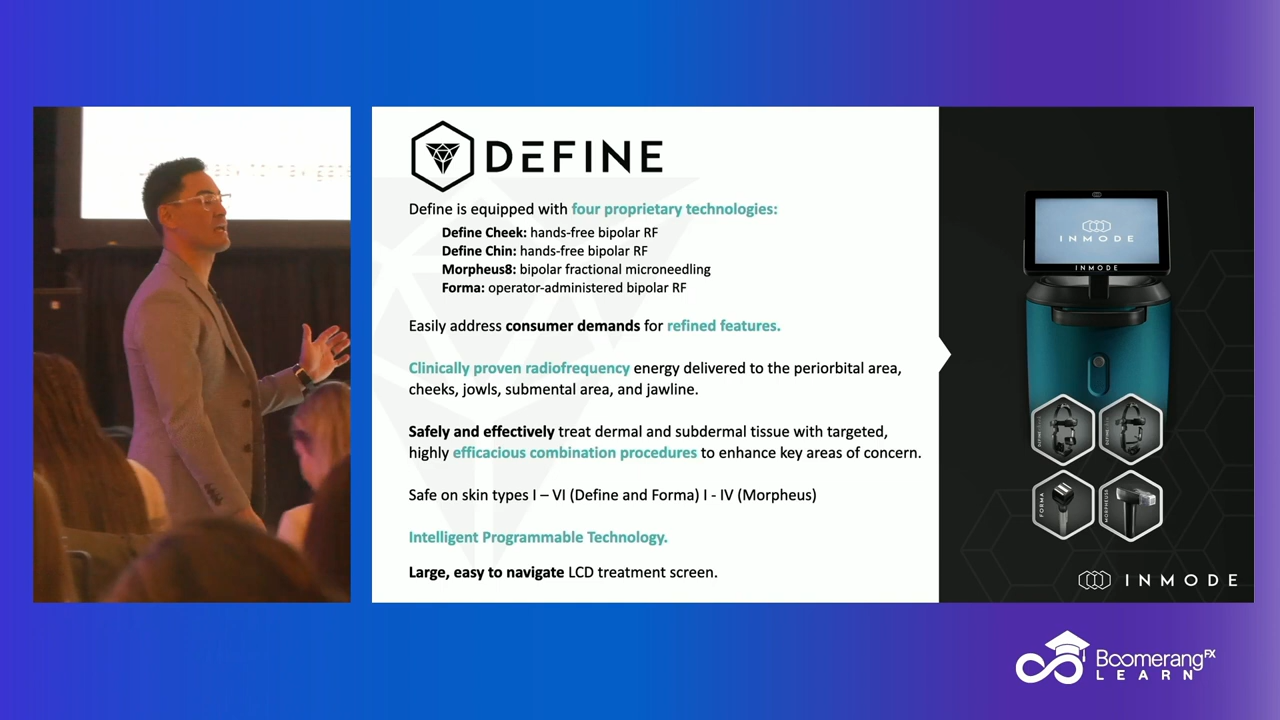 DEFINE
Define is equipped with four proprietary technologies:
Define Cheek: hands-free bipolar RF
Define Chin: hands-free bipolar RF
Morpheus8: bipolar fractional microneedling
Forma: operator-administered bipolar RF
Easily address consumer demands for refined features.
Clinically proven radiofrequency energy delivered to the periorbital area,
cheeks, jowls, submental area, and jawline.
Safely and effectively treat dermal and subdermal tissue with targeted,
highly efficacious combination procedures to enhance key areas of concern.
Safe on skin types I – VI (Define and Forma) I - IV (Morpheus)
Intelligent Programmable Technology.
Large, easy to navigate LCD treatment screen.
INMODE
INMODE
FORMA
MORPHEUS8
INMODE
BoomerangFX
LEARN